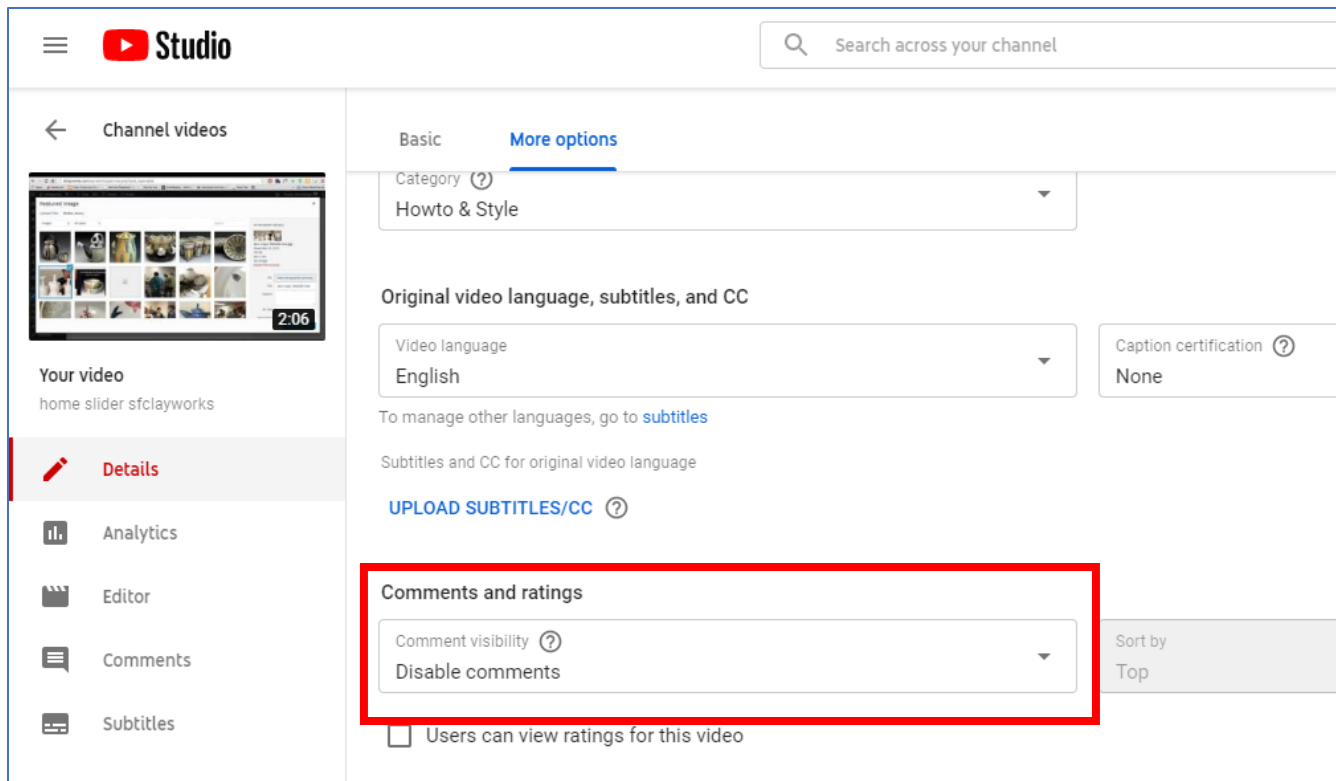 Studio
Search across your channel
Channel videos
Basic
More options
Category
Howto & Style
Featured Image
2:06
Your video
home slider sfclayworks
Original video language, subtitles, and CC
Video language
English
Caption certification
None
To manage other languages, go to subtitles
Subtitles and CC for original video language
UPLOAD SUBTITLES/CC
Details
Analytics
Editor
Comments
Subtitles
Comments and ratings
Comment visibility
Disable comments
Sort by
Top
Users can view ratings for this video